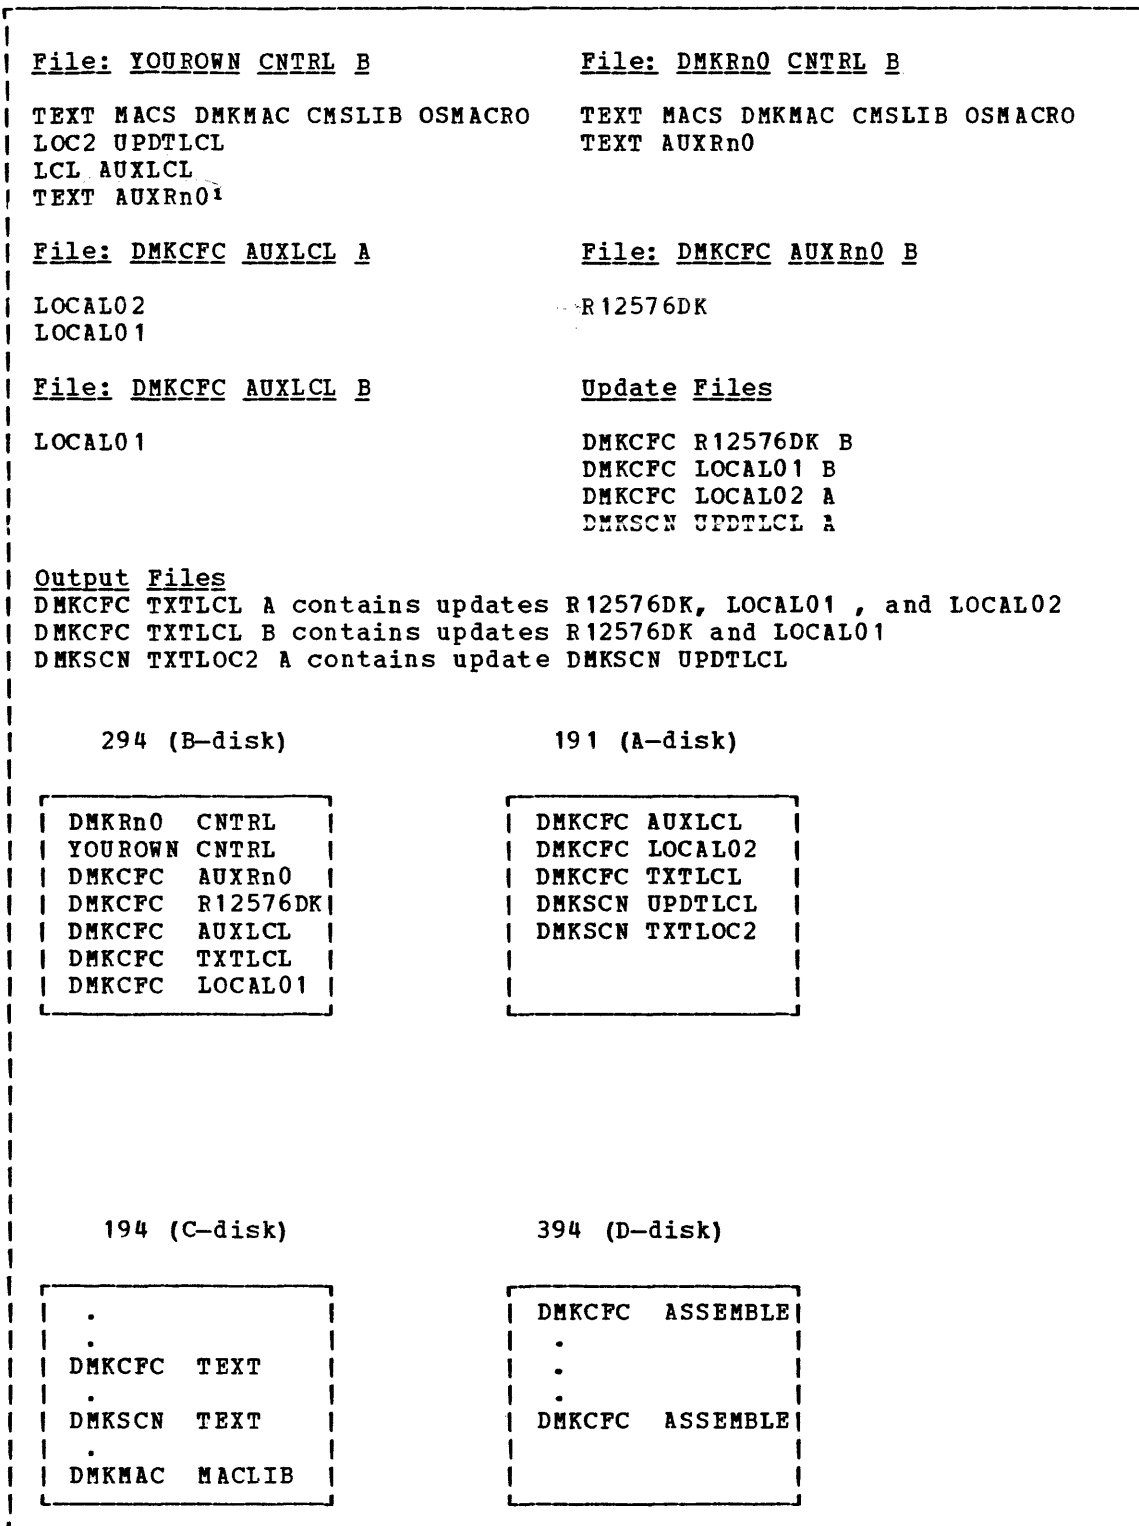 File: YOUROWN CNTRL B File: DMKRn0 CNTRL B
TEXT MACS DMKMAC CMSLIB OSMACRO TEXT MACS DMKMAC CMSLIB OSMACRO
LOC2 UPDTLCL TEXT AUXRn0
LCL AUXLCL
TEXT AUXRn0¹
File: DMKCFC AUXLCL A File: DMKCFC AUXRn0 B
LOCAL02 R12576DK
LOCAL01
File: DMKCFC AUXLCL B Update Files
LOCAL01 DMKCFC R12576DK B
DMKCFC LOCAL01 B
DMKCFC LOCAL02 A
DMKSCN UPDTLCL A
Output Files
DMKCFC TXTLCL A contains updates R12576DK, LOCAL01 , and LOCAL02
DMKCFC TXTLCL B contains updates R12576DK and LOCAL01
DMKSCN TXTLOC2 A contains update DMKSCN UPDTLCL
294 (B-disk) 191 (A-disk)
DMKRn0 CNTRL DMKCFC AUXLCL
YOUROWN CNTRL DMKCFC LOCAL02
DMKCFC AUXRn0 DMKCFC TXTLCL
DMKCFC R12576DK DMKSCN UPDTLCL
DMKCFC AUXLCL DMKSCN TXTLOC2
DMKCFC TXTLCL
DMKCFC LOCAL01
194 (C-disk) 394 (D-disk)
. DMKCFC ASSEMBLE
. .
DMKCFC TEXT .
. .
DMKSCN TEXT DMKCFC ASSEMBLE
.
DMKMAC MACLIB